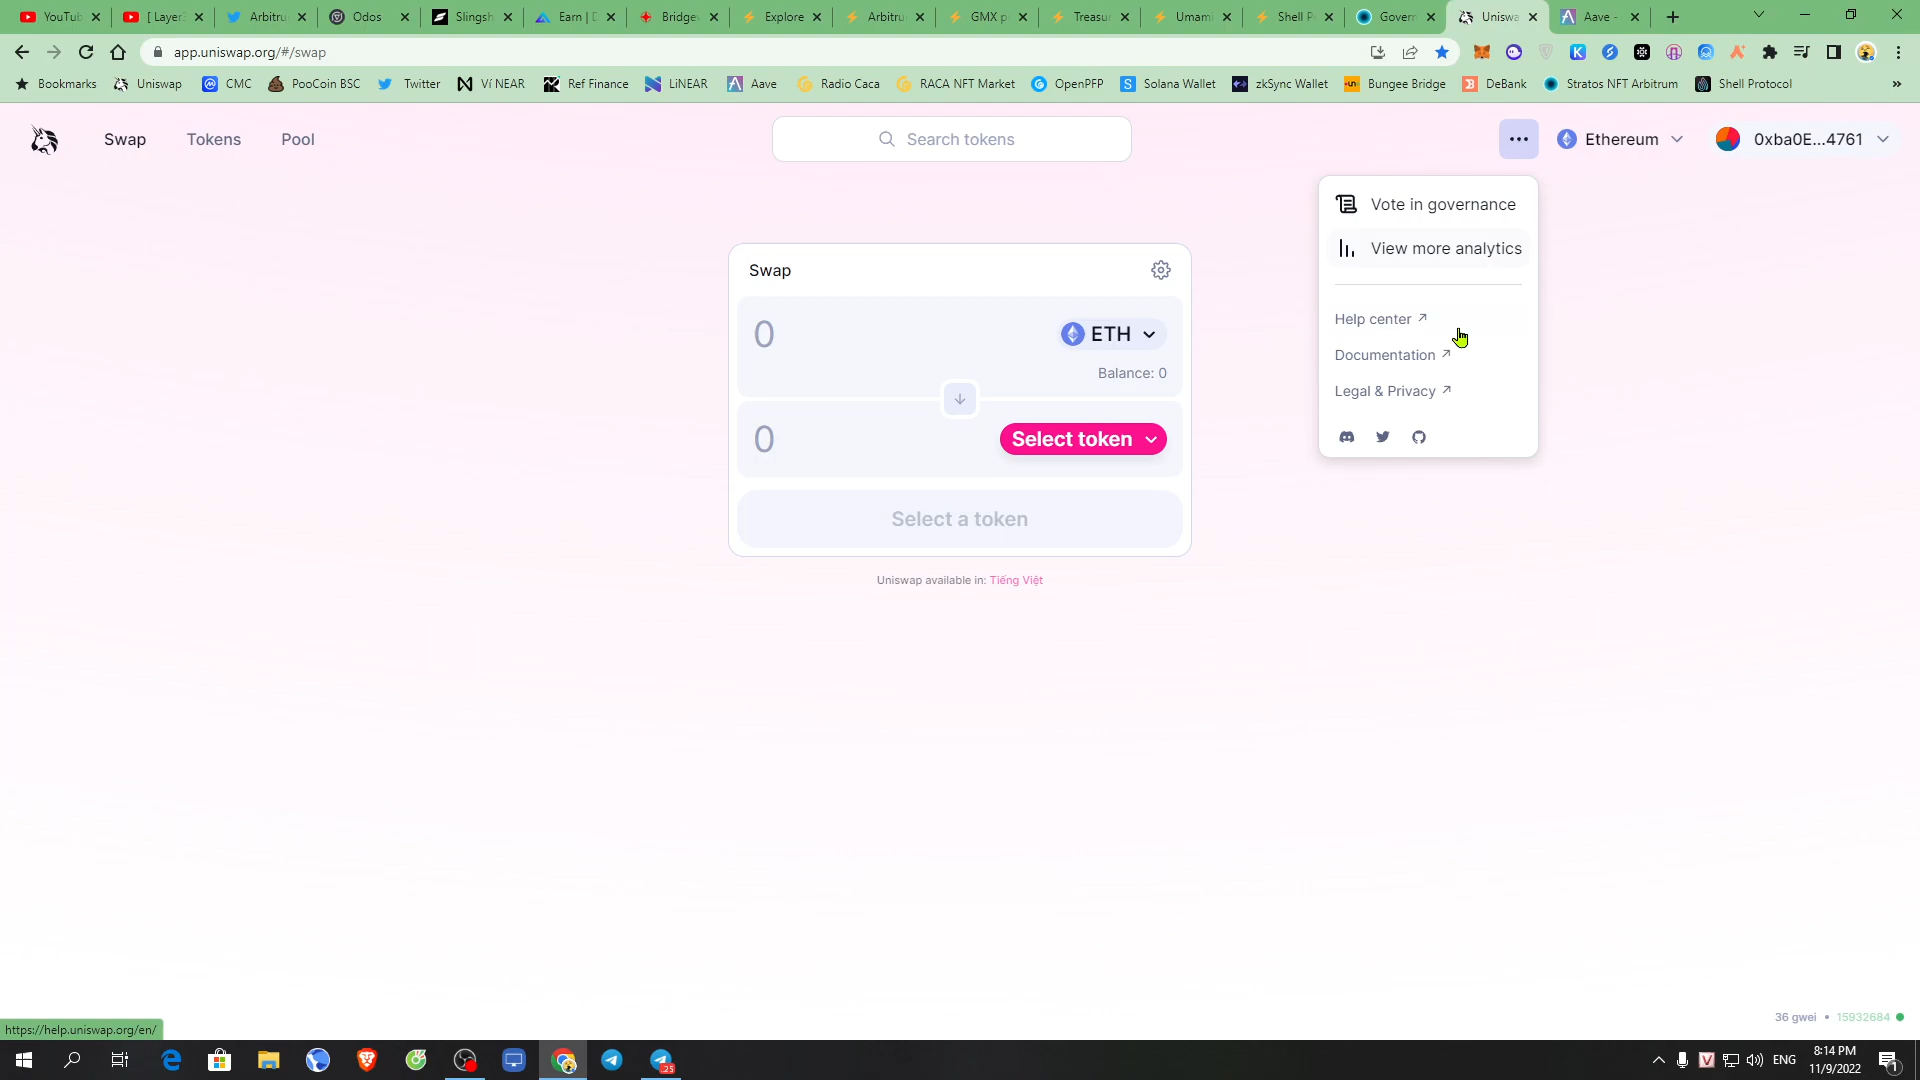 YouTub
[ Layer
Arbitru
Odos
Slingsh
Earn | D
Bridge
Explore
Arbitru
GMX p
Treasur
Umami
Shell P
Govern
Uniswa
Aave -
app.uniswap.org/#/swap
Bookmarks
Uniswap
CMC
PooCoin BSC
Twitter
Ví NEAR
Ref Finance
LiNEAR
Aave
Radio Caca
RACA NFT Market
OpenPFP
Solana Wallet
zkSync Wallet
Bungee Bridge
DeBank
Stratos NFT Arbitrum
Shell Protocol
»
Swap
Tokens
Pool
Search tokens
Ethereum
0xba0E...4761
Vote in governance
View more analytics
Help center ↗
Documentation ↗
Legal & Privacy ↗
Swap
0
ETH
Balance: 0
0
Select token
Select a token
Uniswap available in: Tiếng Việt
36 gwei • 15932684
https://help.uniswap.org/en/
.25
V
ENG
8:14 PM
11/9/2022
1